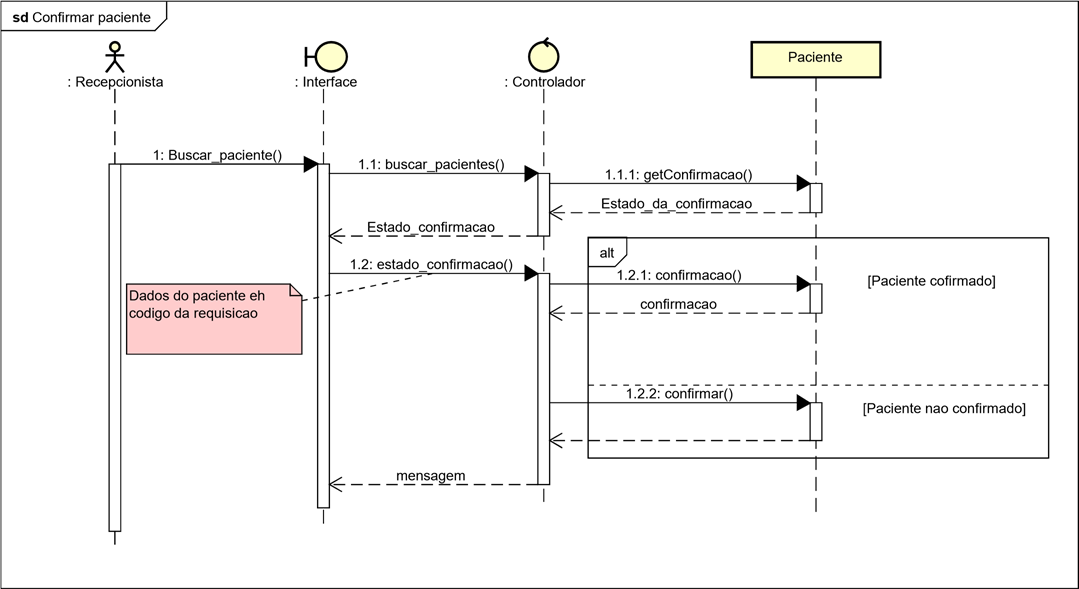 sd Confirmar paciente
: Recepcionista
: Interface
: Controlador
Paciente
1: Buscar_paciente()
1.1: buscar_pacientes()
1.1.1: getConfirmacao()
Estado_da_confirmacao
Estado_confirmacao
alt
1.2: estado_confirmacao()
1.2.1: confirmacao()
[Paciente cofirmado]
Dados do paciente eh
codigo da requisicao
confirmacao
1.2.2: confirmar()
[Paciente nao confirmado]
mensagem